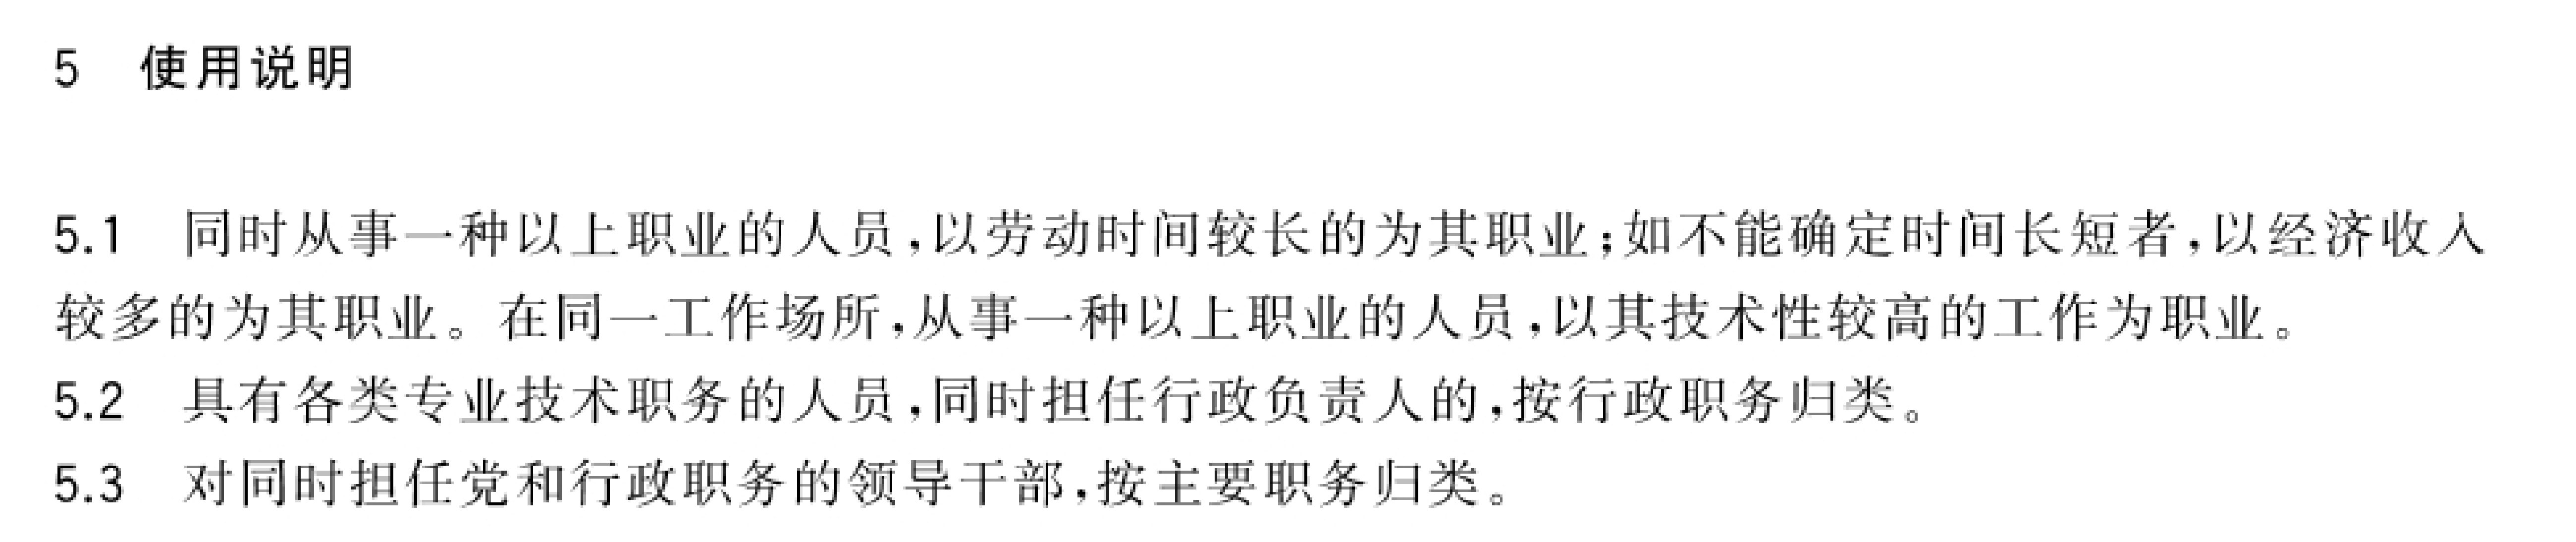 5 使用说明
5.1 同时从事一种以上职业的人员,以劳动时间较长的为其职业;如不能确定时间长短者,以经济收入
较多的为其职业。在同一工作场所,从事一种以上职业的人员,以其技术性较高的工作为职业。
5.2 具有各类专业技术职务的人员,同时担任行政负责人的,按行政职务归类。
5.3 对同时担任党和行政职务的领导干部,按主要职务归类。